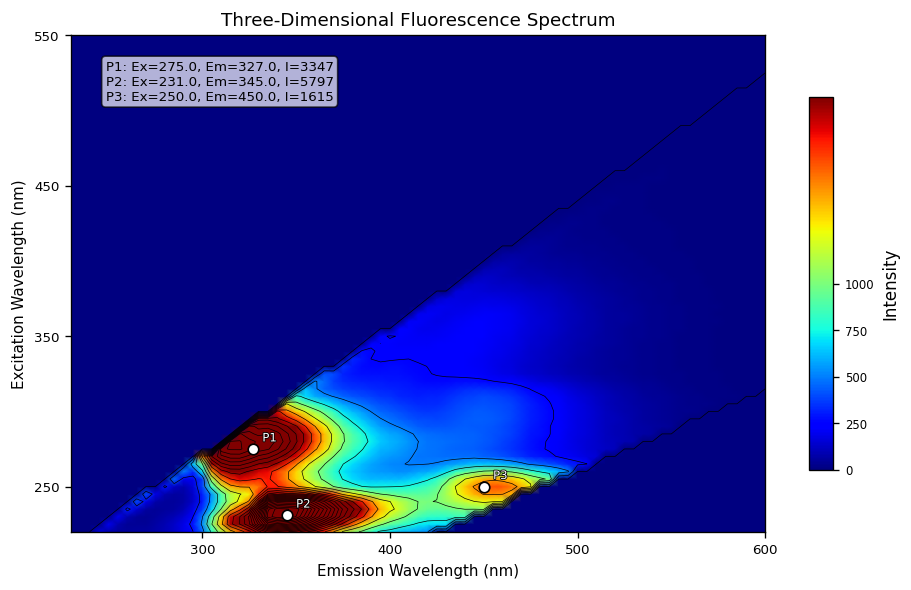 Three-Dimensional Fluorescence Spectrum
550
P1: Ex=275.0, Em=327.0, I=3347
P2: Ex=231.0, Em=345.0, I=5797
P3: Ex=250.0, Em=450.0, I=1615
450
350
250
Excitation Wavelength (nm)
P1
P2
P3
300
400
500
600
Emission Wavelength (nm)
1000
750
500
250
0
Intensity